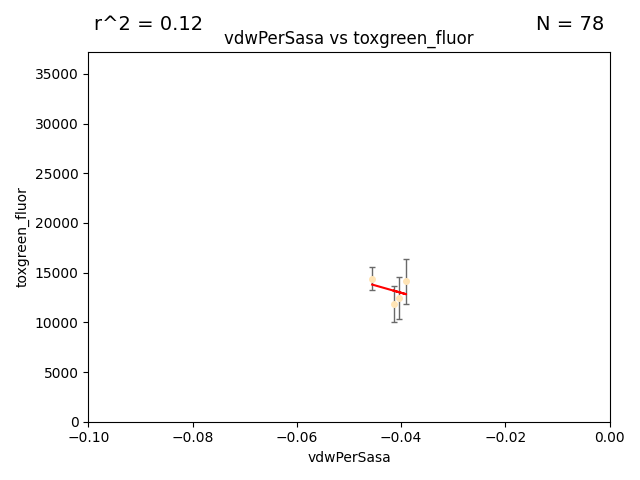 r^2 = 0.12
N = 78
vdwPerSasa vs toxgreen_fluor
35000
30000
25000
20000
15000
10000
5000
0
toxgreen_fluor
−0.10
−0.08
−0.06
−0.04
−0.02
0.00
vdwPerSasa